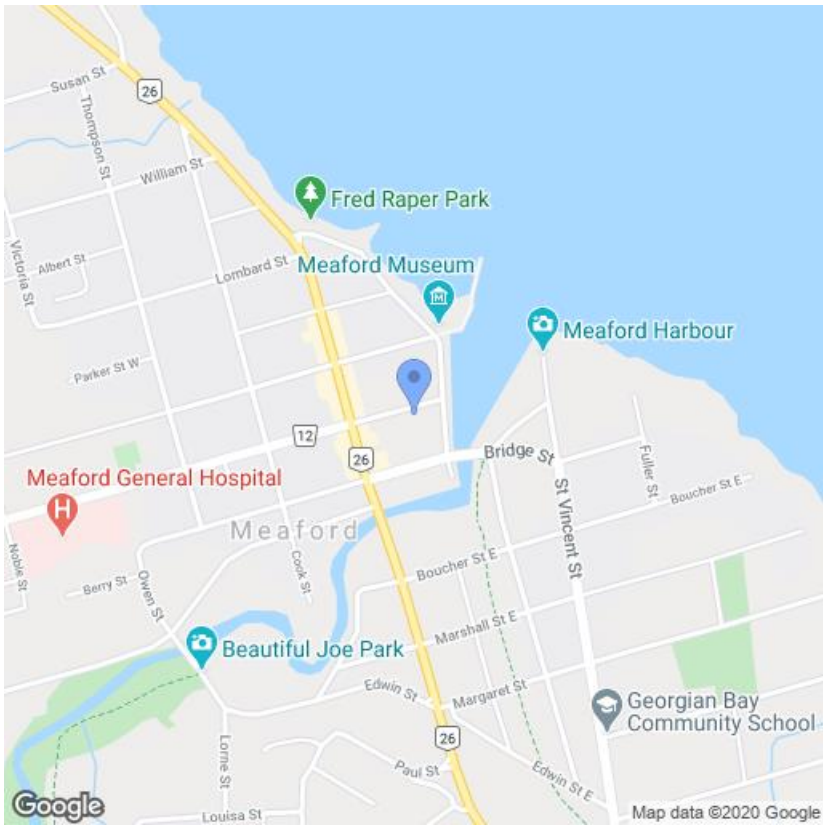 Susan St
26
Thompson St
William St
Fred Raper Park
Victoria St
Albert St
Lombard St
Meaford Museum
M
Meaford Harbour
Parker St W
12
26
Bridge St
Fuller St
Meaford General Hospital
H
St Vincent St
Boucher St E
Meaford
Noble St
Berry St
Owen St
Cook St
Boucher St E
Marshall St E
Beautiful Joe Park
Edwin St
Margaret St
Georgian Bay
Community School
Lorne St
26
Paul St
Edwin St E
Louisa St
Google
Map data ©2020 Google